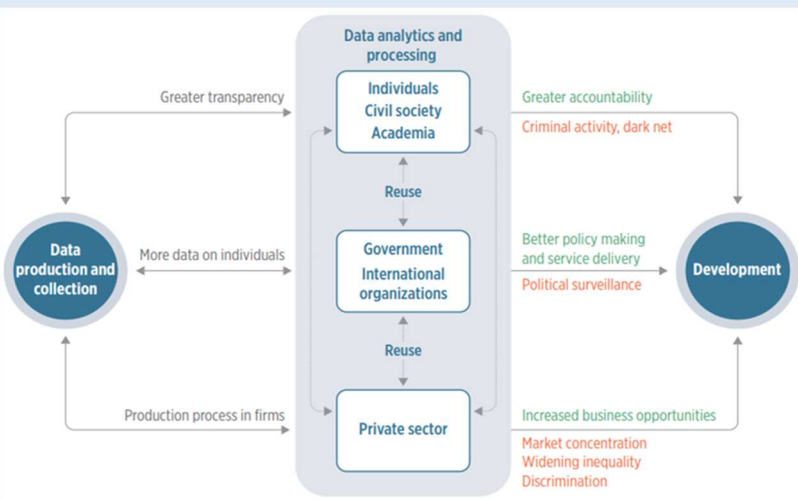 Data analytics and
processing
Greater transparency
Individuals
Civil society
Academia
Greater accountability
Criminal activity, dark net
Reuse
Data
production and
collection
More data on individuals
Government
International
organizations
Better policy making
and service delivery
Political surveillance
Development
Reuse
Production process in firms
Private sector
Increased business opportunities
Market concentration
Widening inequality
Discrimination